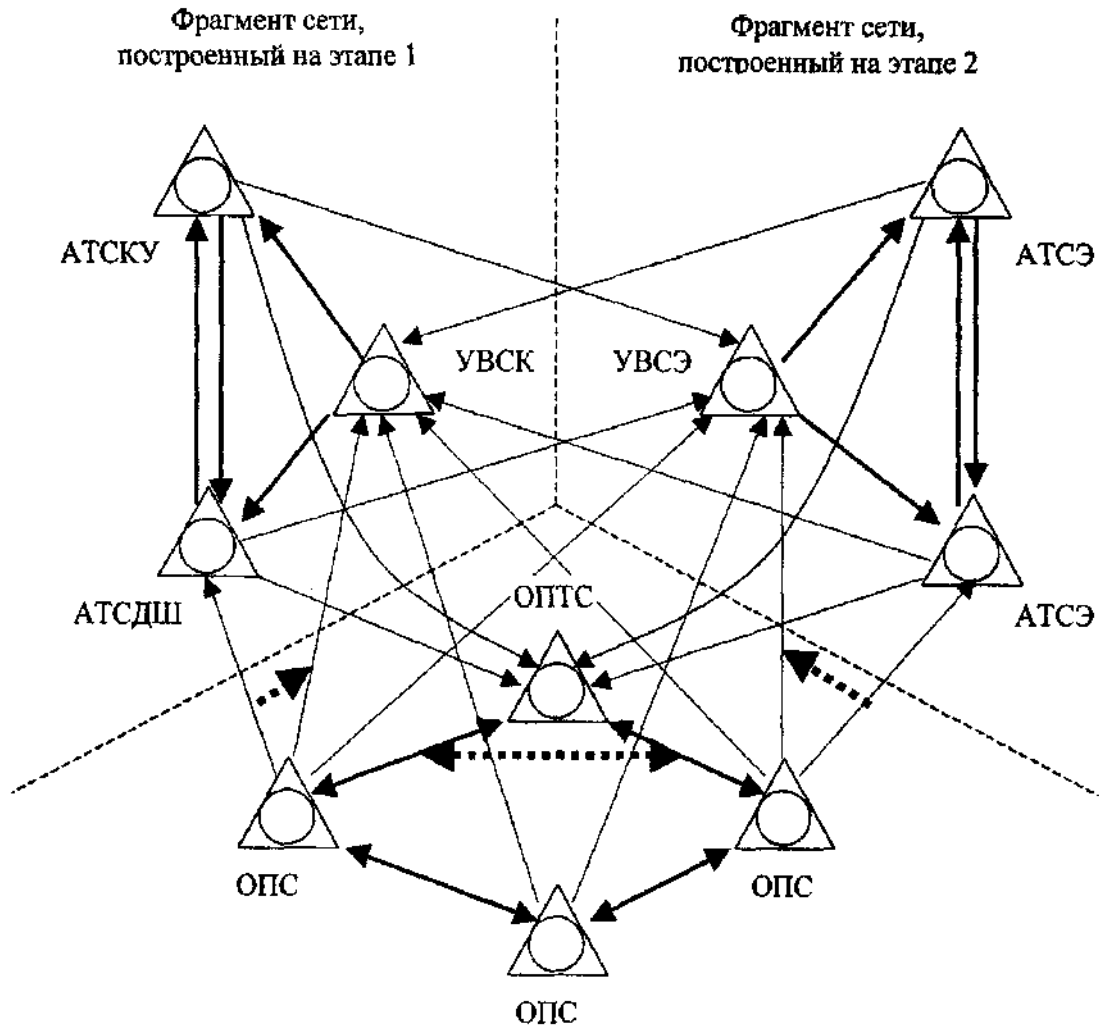 Фрагмент сети,
построенный на этапе 1
Фрагмент сети,
построенный на этапе 2
АТСКУ
АТСЭ
УВСК
УВСЭ
ОПТС
АТСДШ
АТСЭ
ОПС
ОПС
ОПС